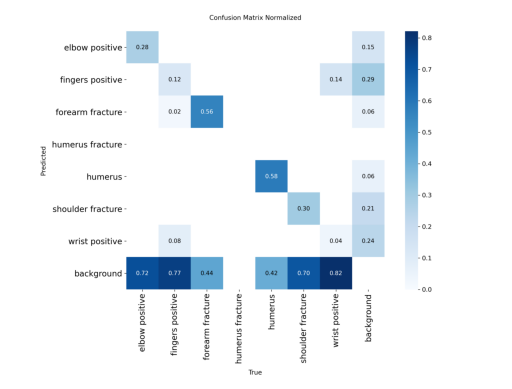 Confusion Matrix Normalized
elbow positive 0.28 0.15
fingers positive 0.12 0.14 0.29
forearm fracture 0.02 0.56 0.06
humerus fracture
humerus 0.58 0.06
shoulder fracture 0.30 0.21
wrist positive 0.08 0.04 0.24
background 0.72 0.77 0.44 0.42 0.70 0.82
Predicted
elbow positive
fingers positive
forearm fracture
humerus fracture
humerus
shoulder fracture
wrist positive
background
True
0.8
0.7
0.6
0.5
0.4
0.3
0.2
0.1
0.0